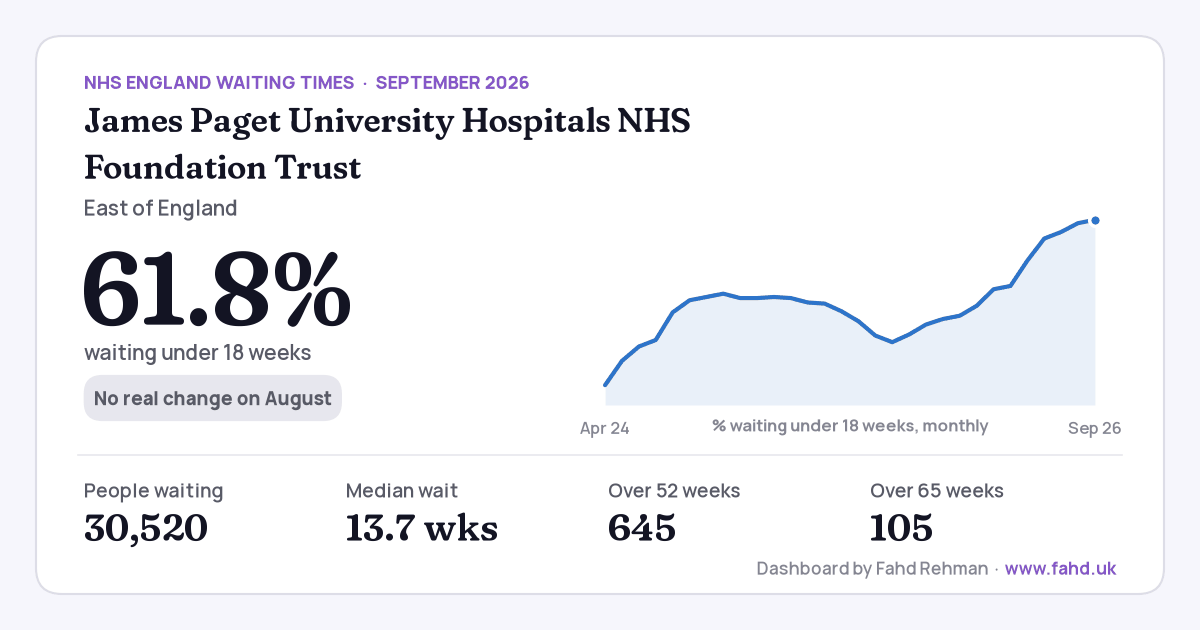 NHS ENGLAND WAITING TIMES · SEPTEMBER 2026
James Paget University Hospitals NHS
Foundation Trust
East of England
61.8%
waiting under 18 weeks
No real change on August
Apr 24
% waiting under 18 weeks, monthly
Sep 26
People waiting
30,520
Median wait
13.7 wks
Over 52 weeks
645
Over 65 weeks
105
Dashboard by Fahd Rehman · www.fahd.uk